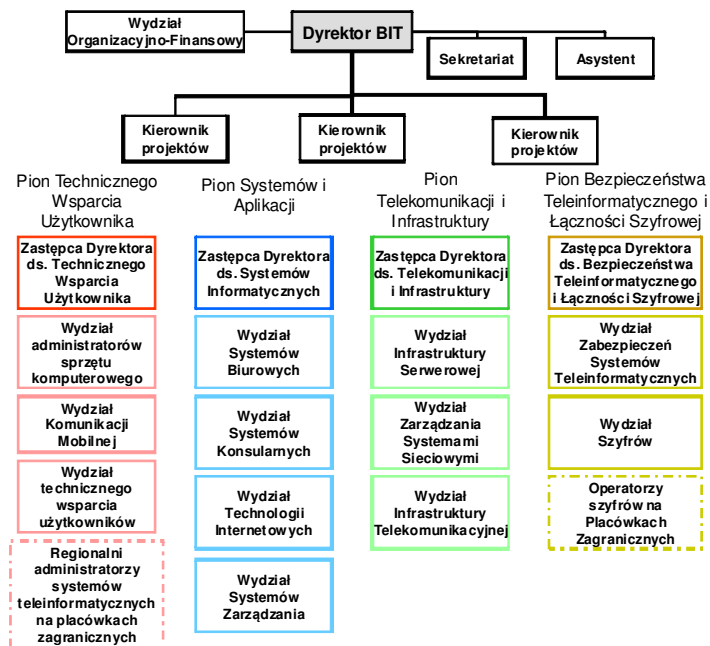 Wydział
Organizacyjno-Finansowy
Dyrektor BIT
Sekretariat
Asystent
Kierownik
projektów
Kierownik
projektów
Kierownik
projektów
Pion Technicznego
Wsparcia
Użytkownika
Pion Systemów i
Aplikacji
Pion
Telekomunikacji i
Infrastruktury
Pion Bezpieczeństwa
Teleinformatycznego i
Łączności Szyfrowej
Zastępca Dyrektora
ds. Technicznego
Wsparcia
Użytkownika
Zastępca Dyrektora
ds. Systemów
Informatycznych
Zastępca Dyrektora
ds. Telekomunikacji
i Infrastruktury
Zastępca Dyrektora
ds. Bezpieczeństwa
Teleinformatycznego
i Łączności Szyfrowej
Wydział
administratorów
sprzętu
komputerowego
Wydział
Systemów
Biurowych
Wydział
Infrastruktury
Serwerowej
Wydział
Zabezpieczeń
Systemów
Teleinformatycznych
Wydział
Komunikacji
Mobilnej
Wydział
Systemów
Konsularnych
Wydział
Zarządzania
Systemami
Sieciowymi
Wydział
Szyfrów
Wydział
technicznego
wsparcia
użytkowników
Wydział
Technologii
Internetowych
Wydział
Infrastruktury
Telekomunikacyjnej
Operatorzy
szyfrów na
Placówkach
Zagranicznych
Regionalni
administratorzy
systemów
teleinformatycznych
na placówkach
zagranicznych
Wydział
Systemów
Zarządzania